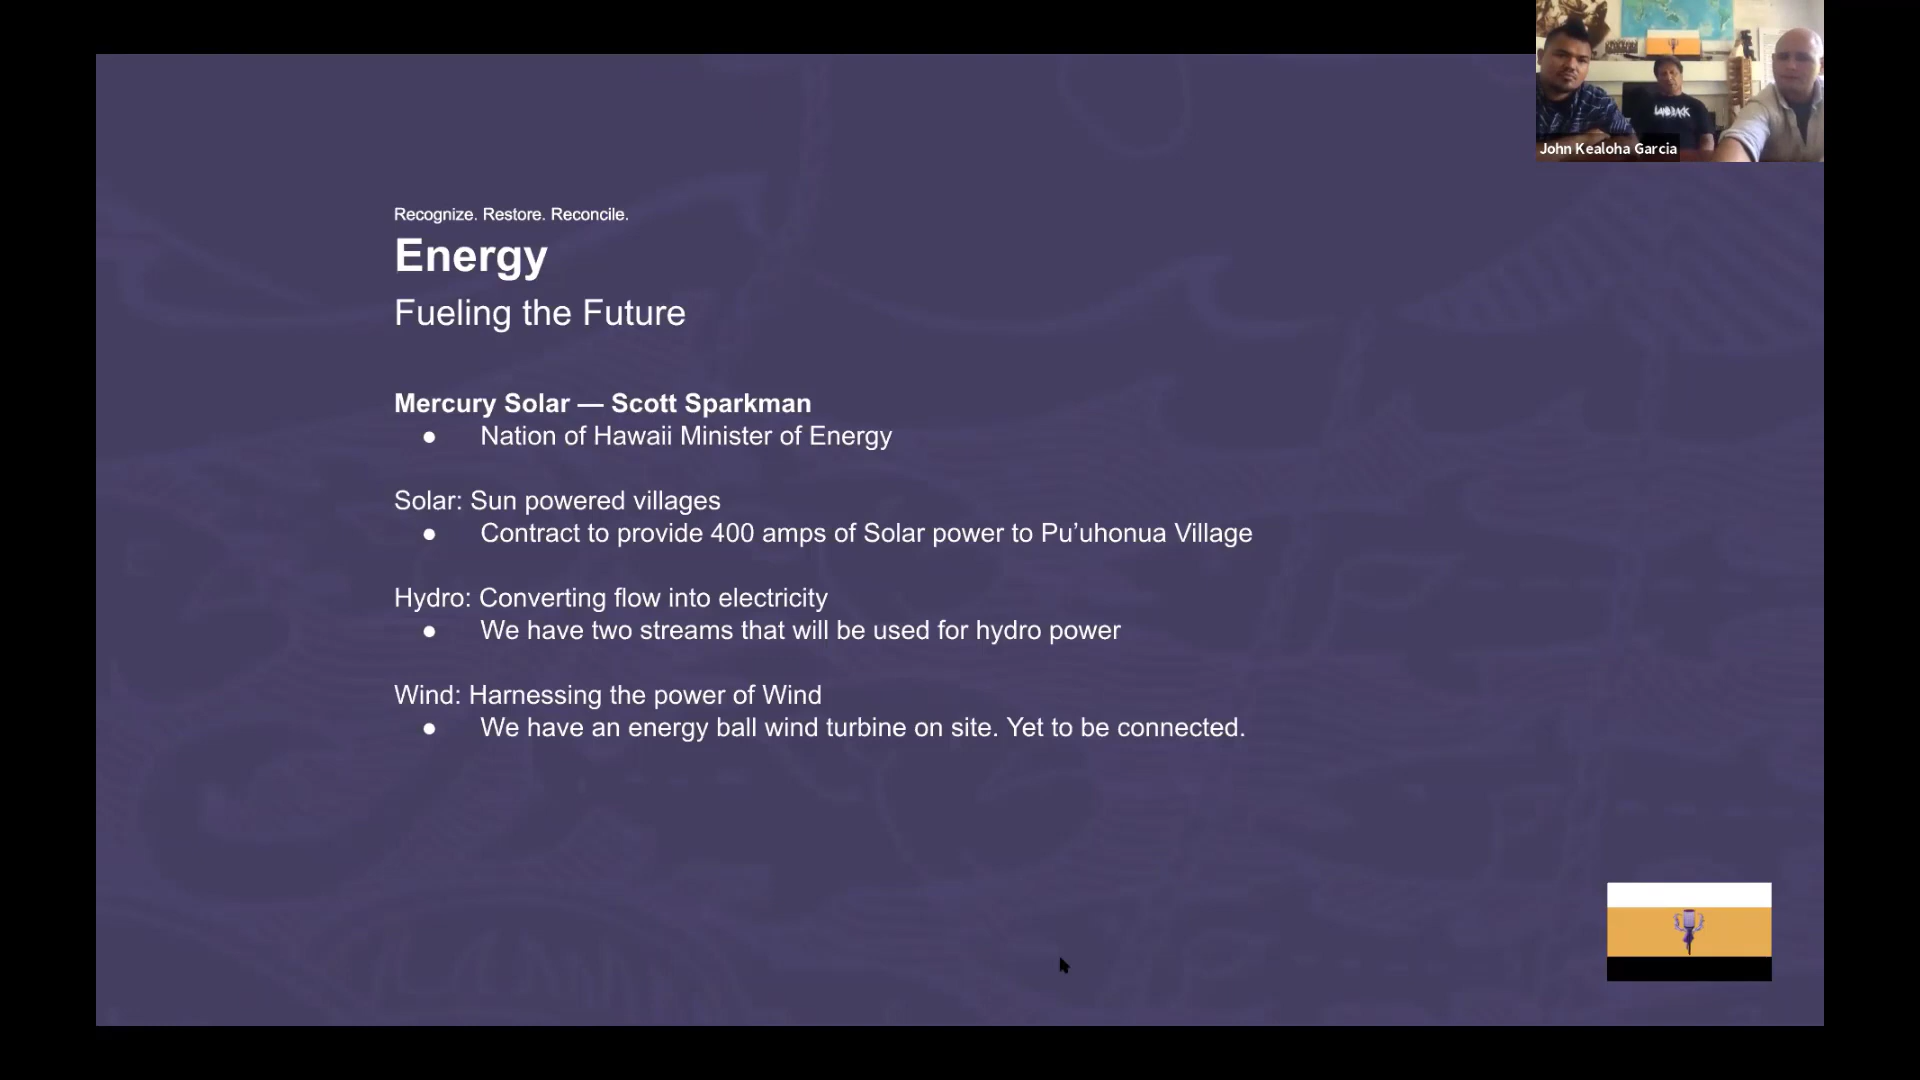 Recognize. Restore. Reconcile.
Energy
Fueling the Future
Mercury Solar — Scott Sparkman
● Nation of Hawaii Minister of Energy
Solar: Sun powered villages
● Contract to provide 400 amps of Solar power to Pu’uhonua Village
Hydro: Converting flow into electricity
● We have two streams that will be used for hydro power
Wind: Harnessing the power of Wind
● We have an energy ball wind turbine on site. Yet to be connected.
LANDBACK
John Kealoha Garcia